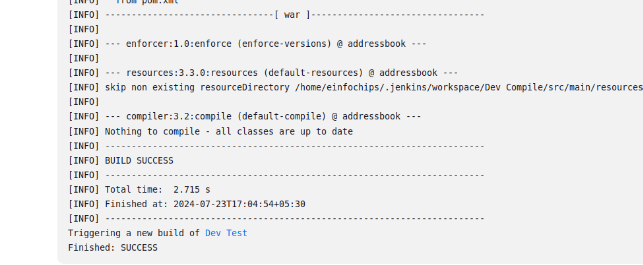 [INFO]   from pom.xml
[INFO] --------------------------------[ war ]---------------------------------
[INFO]
[INFO] --- enforcer:1.0:enforce (enforce-versions) @ addressbook ---
[INFO]
[INFO] --- resources:3.3.0:resources (default-resources) @ addressbook ---
[INFO] skip non existing resourceDirectory /home/einfochips/.jenkins/workspace/Dev Compile/src/main/resources
[INFO]
[INFO] --- compiler:3.2:compile (default-compile) @ addressbook ---
[INFO] Nothing to compile - all classes are up to date
[INFO] ------------------------------------------------------------------------
[INFO] BUILD SUCCESS
[INFO] ------------------------------------------------------------------------
[INFO] Total time:  2.715 s
[INFO] Finished at: 2024-07-23T17:04:54+05:30
[INFO] ------------------------------------------------------------------------
Triggering a new build of Dev Test
Finished: SUCCESS